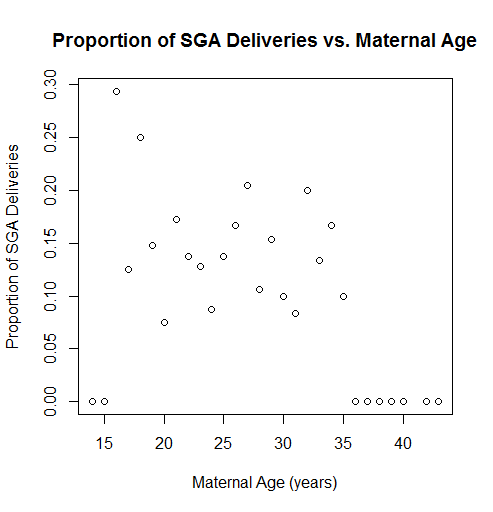 Proportion of SGA Deliveries vs. Maternal Age
Proportion of SGA Deliveries
0.30
0.25
0.20
0.15
0.10
0.05
0.00
15 20 25 30 35 40
Maternal Age (years)